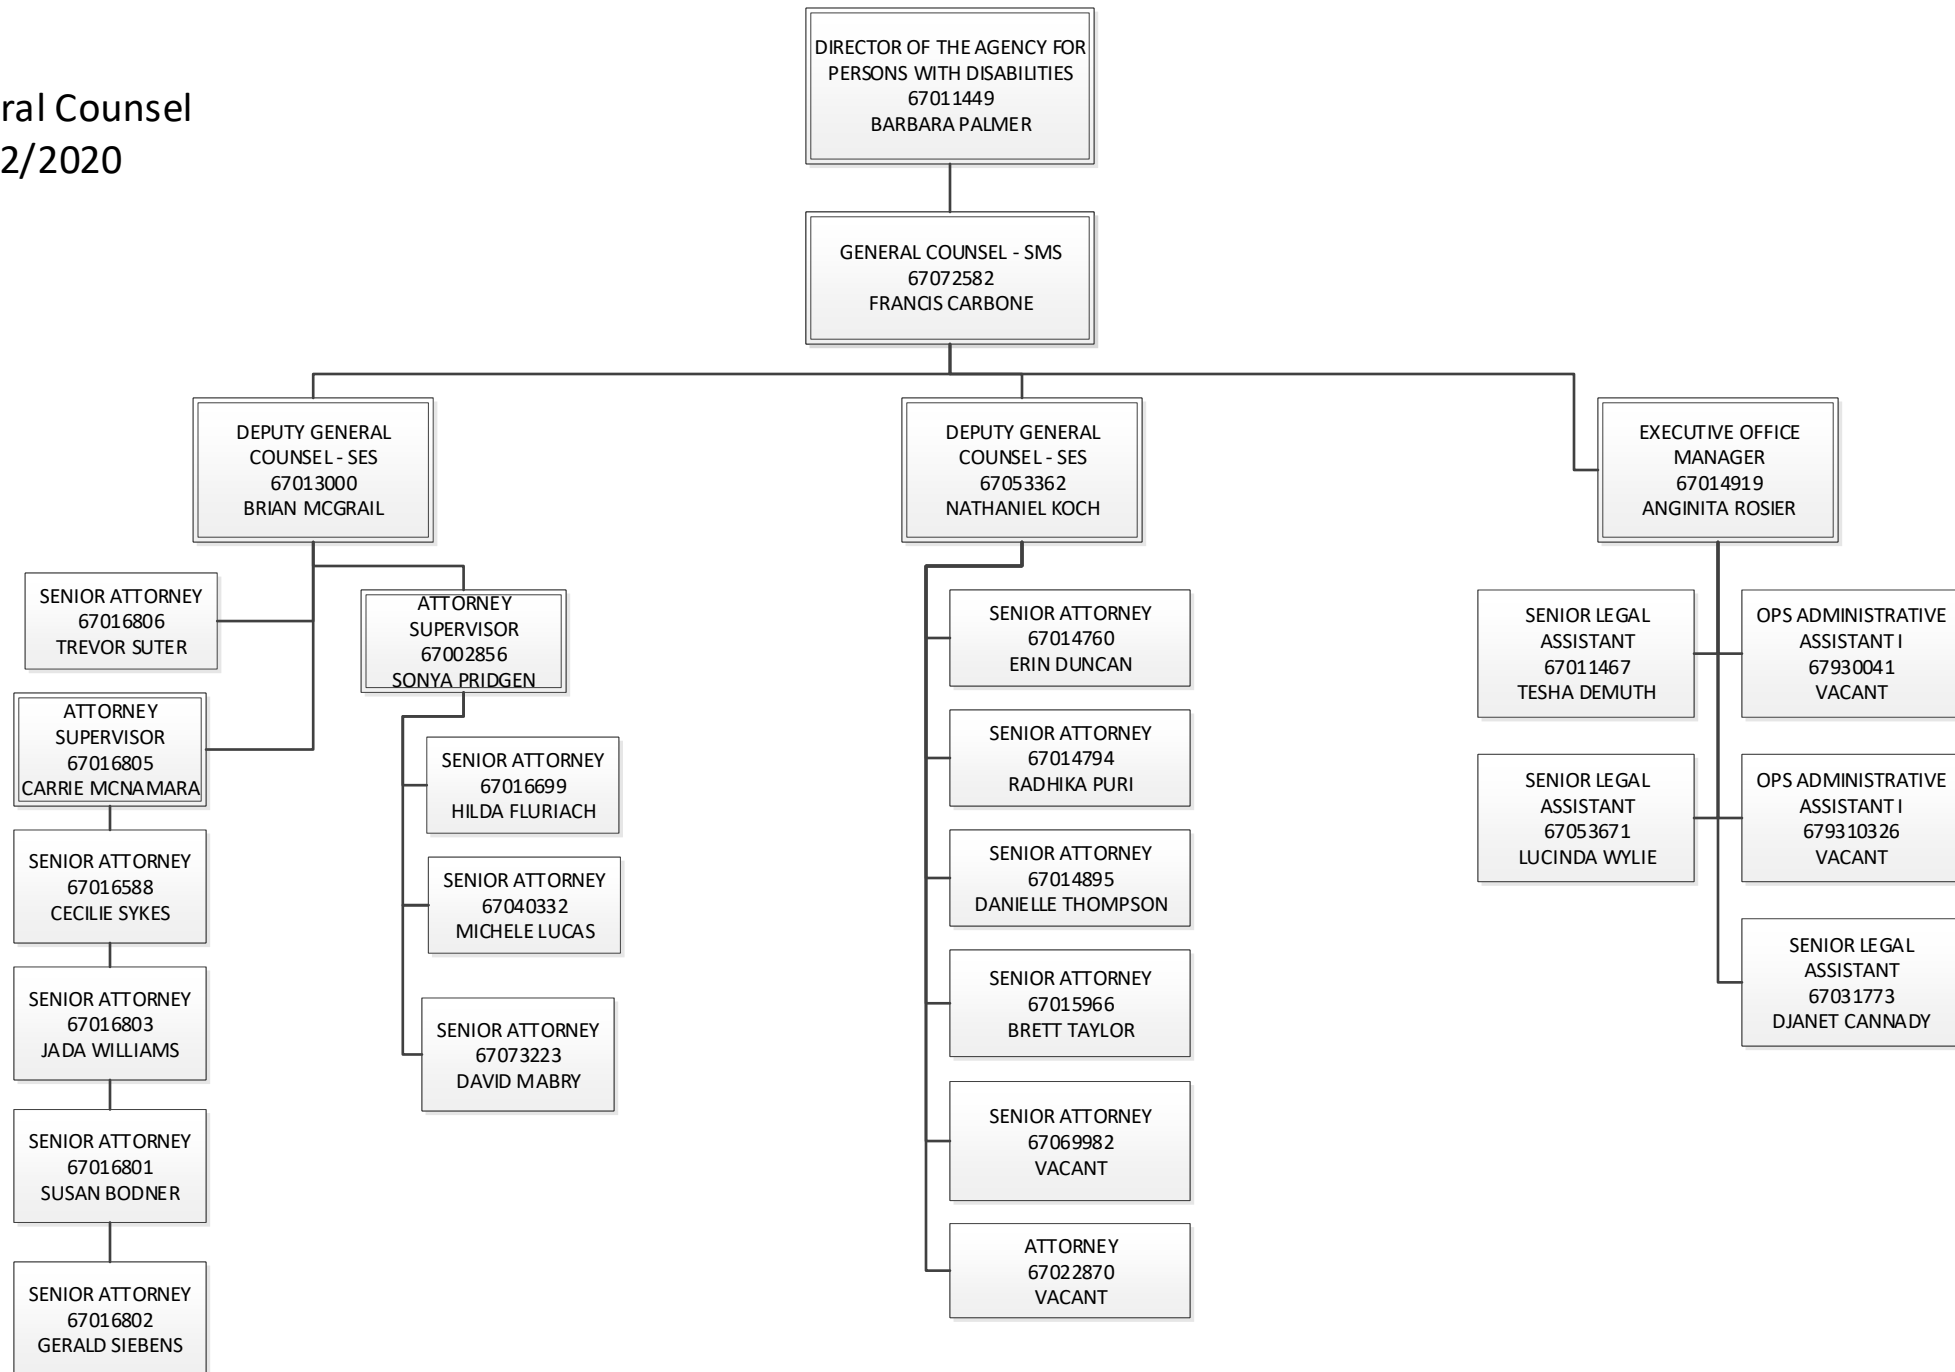 ral Counsel
2/2020
DIRECTOR OF THE AGENCY FOR
PERSONS WITH DISABILITIES
67011449
BARBARA PALMER
GENERAL COUNSEL - SMS
67072582
FRANCIS CARBONE
DEPUTY GENERAL
COUNSEL - SES
67013000
BRIAN MCGRAIL
DEPUTY GENERAL
COUNSEL - SES
67053362
NATHANIEL KOCH
EXECUTIVE OFFICE
MANAGER
67014919
ANGINITA ROSIER
SENIOR ATTORNEY
67016806
TREVOR SUTER
ATTORNEY
SUPERVISOR
67016805
CARRIE MCNAMARA
SENIOR ATTORNEY
67016588
CECILIE SYKES
SENIOR ATTORNEY
67016803
JADA WILLIAMS
SENIOR ATTORNEY
67016801
SUSAN BODNER
SENIOR ATTORNEY
67016802
GERALD SIEBENS
ATTORNEY
SUPERVISOR
67002856
SONYA PRIDGEN
SENIOR ATTORNEY
67016699
HILDA FLURIACH
SENIOR ATTORNEY
67040332
MICHELE LUCAS
SENIOR ATTORNEY
67073223
DAVID MABRY
SENIOR ATTORNEY
67014760
ERIN DUNCAN
SENIOR ATTORNEY
67014794
RADHIKA PURI
SENIOR ATTORNEY
67014895
DANIELLE THOMPSON
SENIOR ATTORNEY
67015966
BRETT TAYLOR
SENIOR ATTORNEY
67069982
VACANT
ATTORNEY
67022870
VACANT
SENIOR LEGAL
ASSISTANT
67011467
TESHA DEMUTH
OPS ADMINISTRATIVE
ASSISTANT I
67930041
VACANT
SENIOR LEGAL
ASSISTANT
67053671
LUCINDA WYLIE
OPS ADMINISTRATIVE
ASSISTANT I
679310326
VACANT
SENIOR LEGAL
ASSISTANT
67031773
DJANET CANNADY